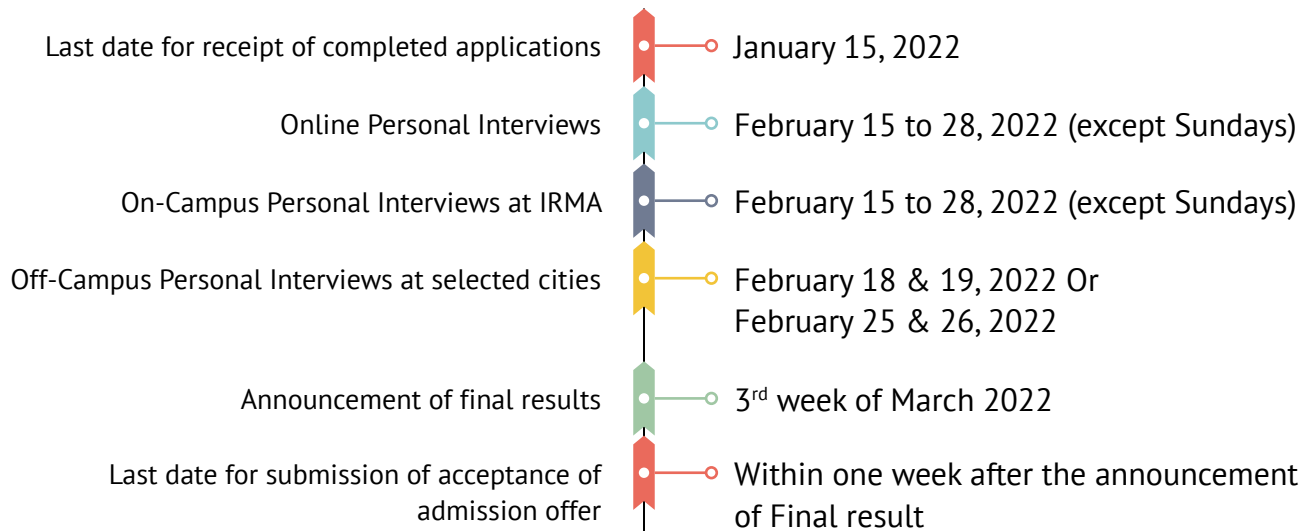 Last date for receipt of completed applications
January 15, 2022
Online Personal Interviews
February 15 to 28, 2022 (except Sundays)
On-Campus Personal Interviews at IRMA
February 15 to 28, 2022 (except Sundays)
Off-Campus Personal Interviews at selected cities
February 18 & 19, 2022 Or
February 25 & 26, 2022
Announcement of final results
3rd week of March 2022
Last date for submission of acceptance of
admission offer
Within one week after the announcement
of Final result